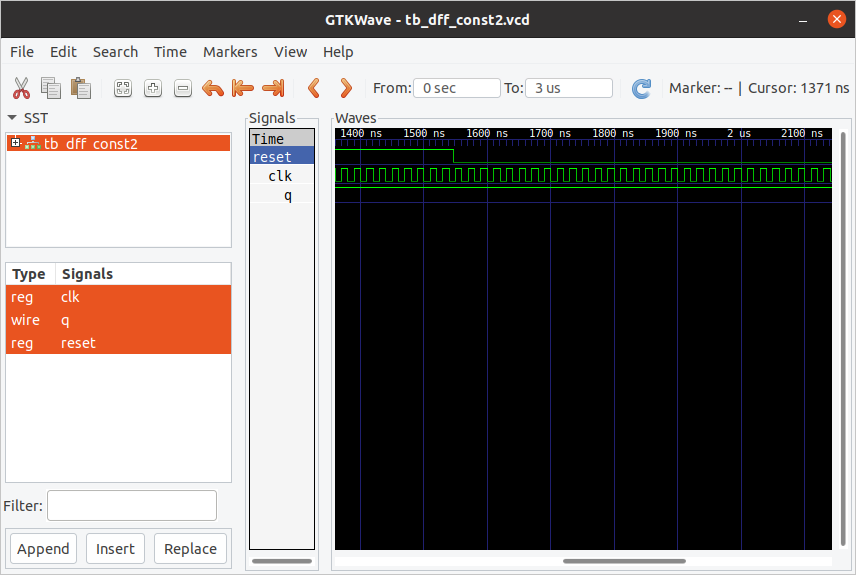 GTKWave - tb_dff_const2.vcd
File Edit Search Time Markers View Help
From: 0 sec To: 3 us Marker: -- | Cursor: 1371 ns
SST
tb_dff_const2
Type Signals
reg clk
wire q
reg reset
Filter:
Append Insert Replace
Signals
Time
reset
clk
q
Waves
1400 ns 1500 ns 1600 ns 1700 ns 1800 ns 1900 ns 2 us 2100 ns